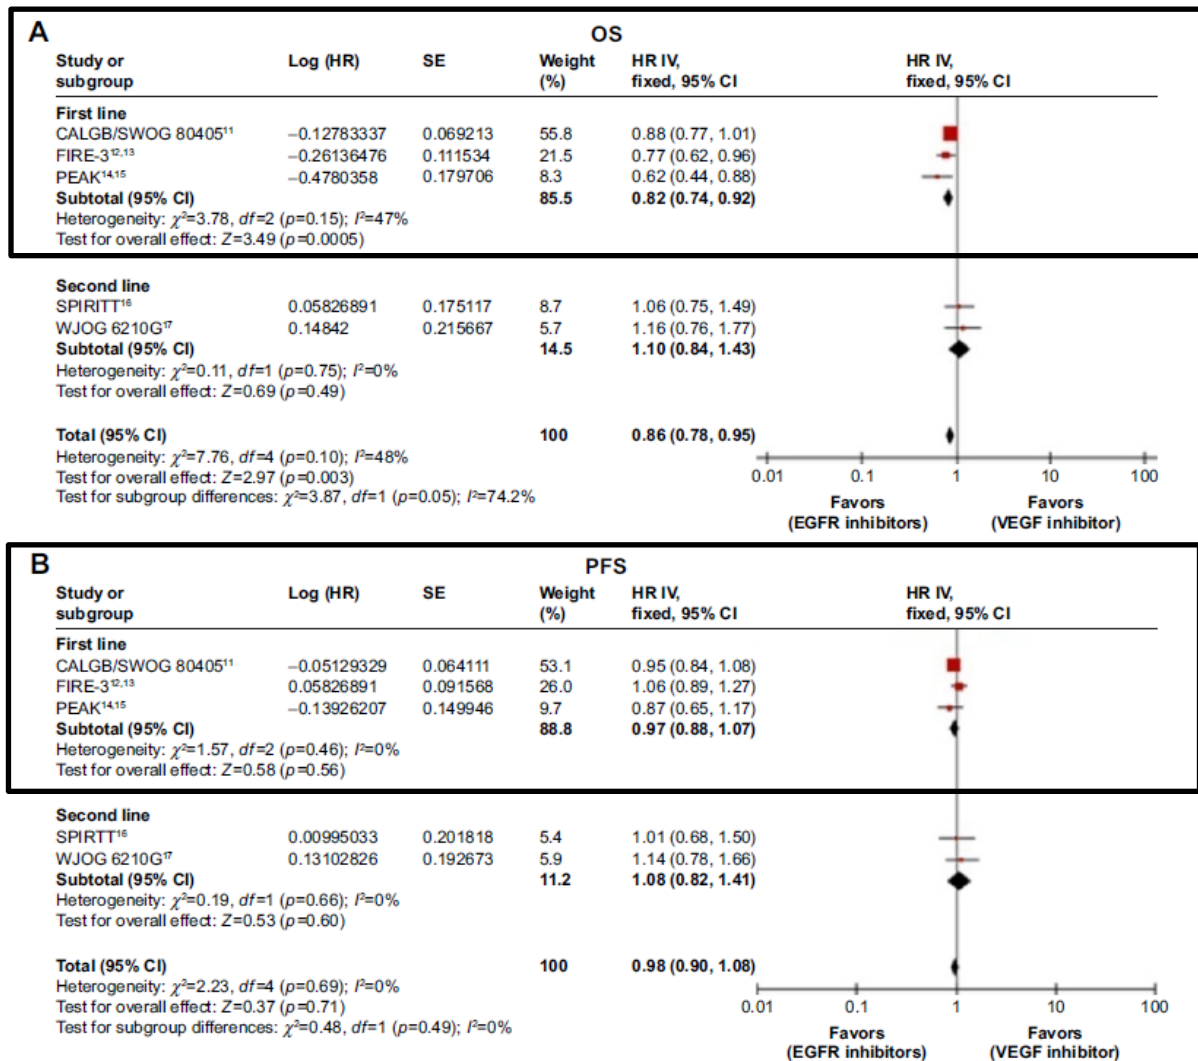 A
OS
Study or subgroup Log (HR) SE Weight (%) HR IV, fixed, 95% CI HR IV, fixed, 95% CI
First line
CALGB/SWOG 80405¹¹ −0.12783337 0.069213 55.8 0.88 (0.77, 1.01)
FIRE-3¹²,¹³ −0.26136476 0.111534 21.5 0.77 (0.62, 0.96)
PEAK¹⁴,¹⁵ −0.4780358 0.179706 8.3 0.62 (0.44, 0.88)
Subtotal (95% CI) 85.5 0.82 (0.74, 0.92)
Heterogeneity: χ²=3.78, df=2 (p=0.15); I²=47%
Test for overall effect: Z=3.49 (p=0.0005)
Second line
SPIRITT¹⁶ 0.05826891 0.175117 8.7 1.06 (0.75, 1.49)
WJOG 6210G¹⁷ 0.14842 0.215667 5.7 1.16 (0.76, 1.77)
Subtotal (95% CI) 14.5 1.10 (0.84, 1.43)
Heterogeneity: χ²=0.11, df=1 (p=0.75); I²=0%
Test for overall effect: Z=0.69 (p=0.49)
Total (95% CI) 100 0.86 (0.78, 0.95)
Heterogeneity: χ²=7.76, df=4 (p=0.10); I²=48%
Test for overall effect: Z=2.97 (p=0.003)
Test for subgroup differences: χ²=3.87, df=1 (p=0.05); I²=74.2%
0.01 0.1 1 10 100
Favors (EGFR inhibitors) Favors (VEGF inhibitor)
B
PFS
Study or subgroup Log (HR) SE Weight (%) HR IV, fixed, 95% CI HR IV, fixed, 95% CI
First line
CALGB/SWOG 80405¹¹ −0.05129329 0.064111 53.1 0.95 (0.84, 1.08)
FIRE-3¹²,¹³ 0.05826891 0.091568 26.0 1.06 (0.89, 1.27)
PEAK¹⁴,¹⁵ −0.13926207 0.149946 9.7 0.87 (0.65, 1.17)
Subtotal (95% CI) 88.8 0.97 (0.88, 1.07)
Heterogeneity: χ²=1.57, df=2 (p=0.46); I²=0%
Test for overall effect: Z=0.58 (p=0.56)
Second line
SPIRTT¹⁶ 0.00995033 0.201818 5.4 1.01 (0.68, 1.50)
WJOG 6210G¹⁷ 0.13102826 0.192673 5.9 1.14 (0.78, 1.66)
Subtotal (95% CI) 11.2 1.08 (0.82, 1.41)
Heterogeneity: χ²=0.19, df=1 (p=0.66); I²=0%
Test for overall effect: Z=0.53 (p=0.60)
Total (95% CI) 100 0.98 (0.90, 1.08)
Heterogeneity: χ²=2.23, df=4 (p=0.69); I²=0%
Test for overall effect: Z=0.37 (p=0.71)
Test for subgroup differences: χ²=0.48, df=1 (p=0.49); I²=0%
0.01 0.1 1 10 100
Favors (EGFR inhibitors) Favors (VEGF inhibitor)